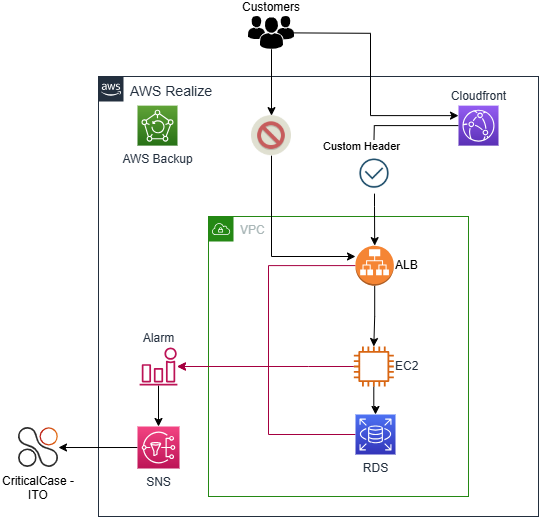 Customers
aws
AWS Realize
Cloudfront
AWS Backup
Custom Header
VPC
ALB
Alarm
EC2
SNS
RDS
CriticalCase -
ITO